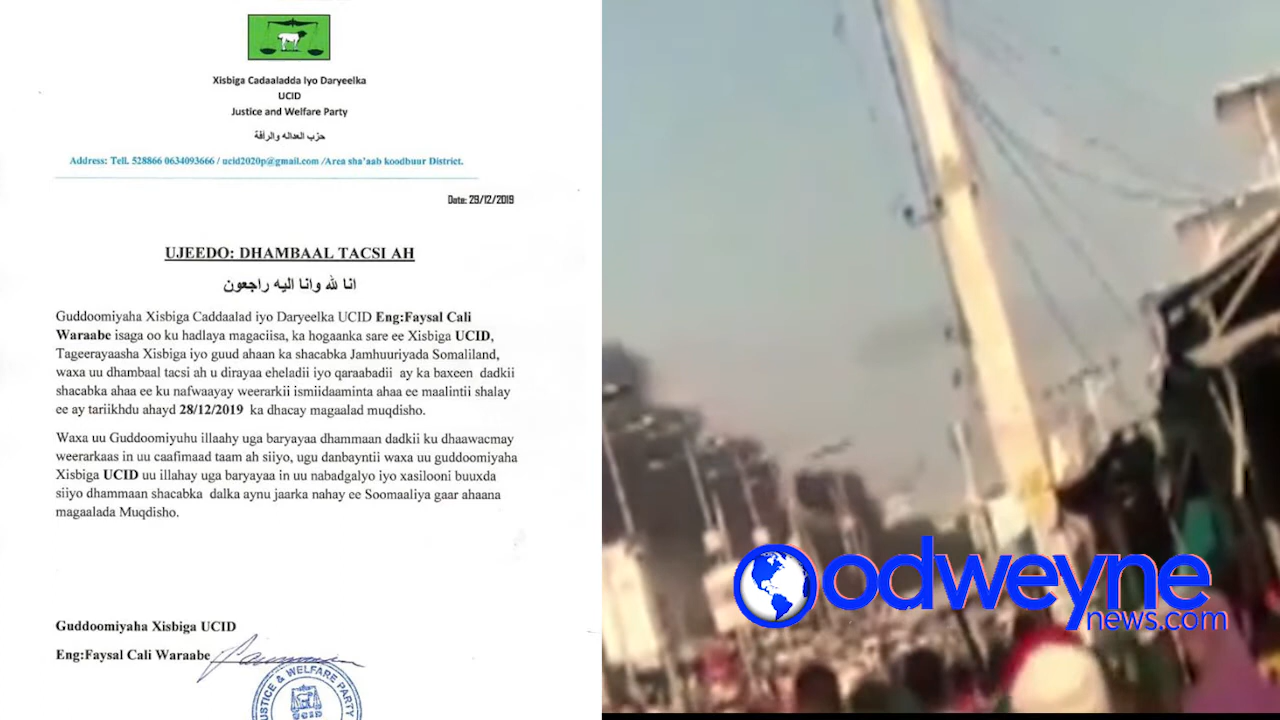 Xisbiga Cadaaladda Iyo Daryeelka
UCID
Justice and Welfare Party
حزب العداله والرافة
Address: Tell. 528866 0634093666 / ucid2020p@gmail.com /Area sha'aab koodbuur District.
Date: 29/12/2019
UJEEDO: DHAMBAAL TACSI AH
انا لله وانا اليه راجعون
Guddoomiyaha Xisbiga Caddaalad iyo Daryeelka UCID Eng:Faysal Cali
Waraabe isaga oo ku hadlaya magaciisa, ka hogaanka sare ee Xisbiga UCID,
Tageerayaasha Xisbiga iyo guud ahaan ka shacabka Jamhuuriyada Somaliland,
waxa uu dhambaal tacsi ah u dirayaa eheladii iyo qaraabadii ay ka baxeen dadkii
shacabka ahaa ee ku nafwaayay weerarkii ismiidaaminta ahaa ee maalintii shalay
ee ay tariikhdu ahayd 28/12/2019 ka dhacay magaalad muqdisho.
Waxa uu Guddoomiyuhu illaahy uga baryayaa dhammaan dadkii ku dhaawacmay
weerarkaas in uu caafimaad taam ah siiyo, ugu danbayntii waxa uu guddoomiyaha
Xisbiga UCID uu illahay uga baryayaa in uu nabadgalyo iyo xasilooni buuxda
siiyo dhammaan shacabka dalka aynu jaarka nahay ee Soomaaliya gaar ahaana
magaalada Muqdisho.
Guddoomiyaha Xisbiga UCID
Eng:Faysal Cali Waraabe
JUSTICE & WELFARE PARTY
UCID
odweyne
news.com